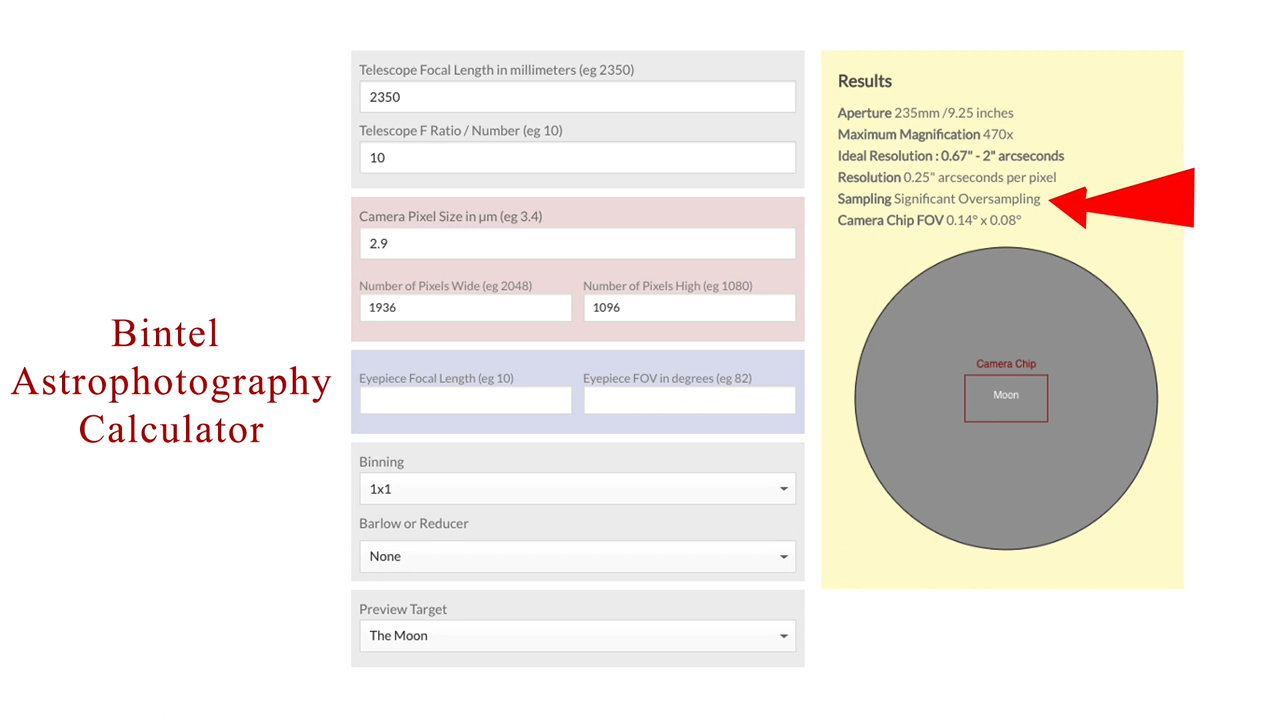 Bintel
Astrophotography
Calculator
Telescope Focal Length in millimeters (eg 2350)
2350
Telescope F Ratio / Number (eg 10)
10
Camera Pixel Size in µm (eg 3.4)
2.9
Number of Pixels Wide (eg 2048)
Number of Pixels High (eg 1080)
1936
1096
Eyepiece Focal Length (eg 10)
Eyepiece FOV in degrees (eg 82)
Binning
1x1
Barlow or Reducer
None
Preview Target
The Moon
Results
Aperture 235mm /9.25 inches
Maximum Magnification 470x
Ideal Resolution : 0.67" - 2" arcseconds
Resolution 0.25" arcseconds per pixel
Sampling Significant Oversampling
Camera Chip FOV 0.14° x 0.08°
Camera Chip
Moon